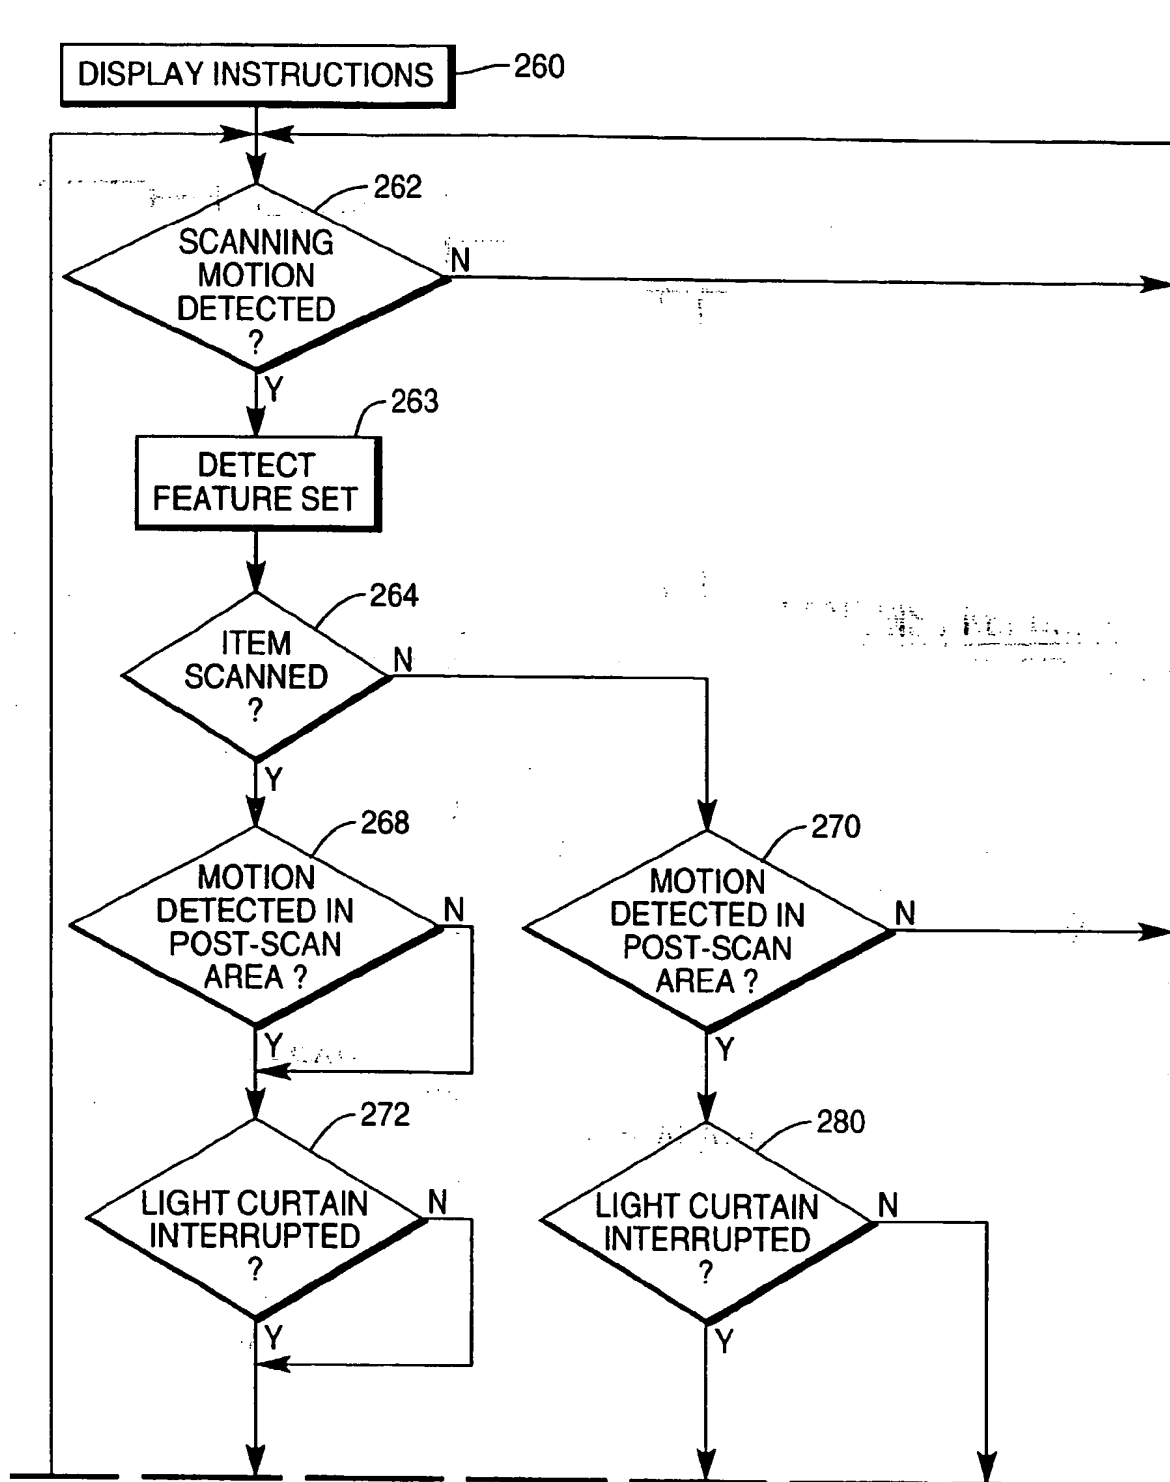 DISPLAY INSTRUCTIONS
260
262
SCANNING
MOTION
DETECTED
?
N
Y
263
DETECT
FEATURE SET
264
ITEM
SCANNED
?
N
Y
268
MOTION
DETECTED IN
POST-SCAN
AREA ?
N
Y
270
MOTION
DETECTED IN
POST-SCAN
AREA ?
N
Y
272
LIGHT CURTAIN
INTERRUPTED
?
N
Y
280
LIGHT CURTAIN
INTERRUPTED
?
N
Y